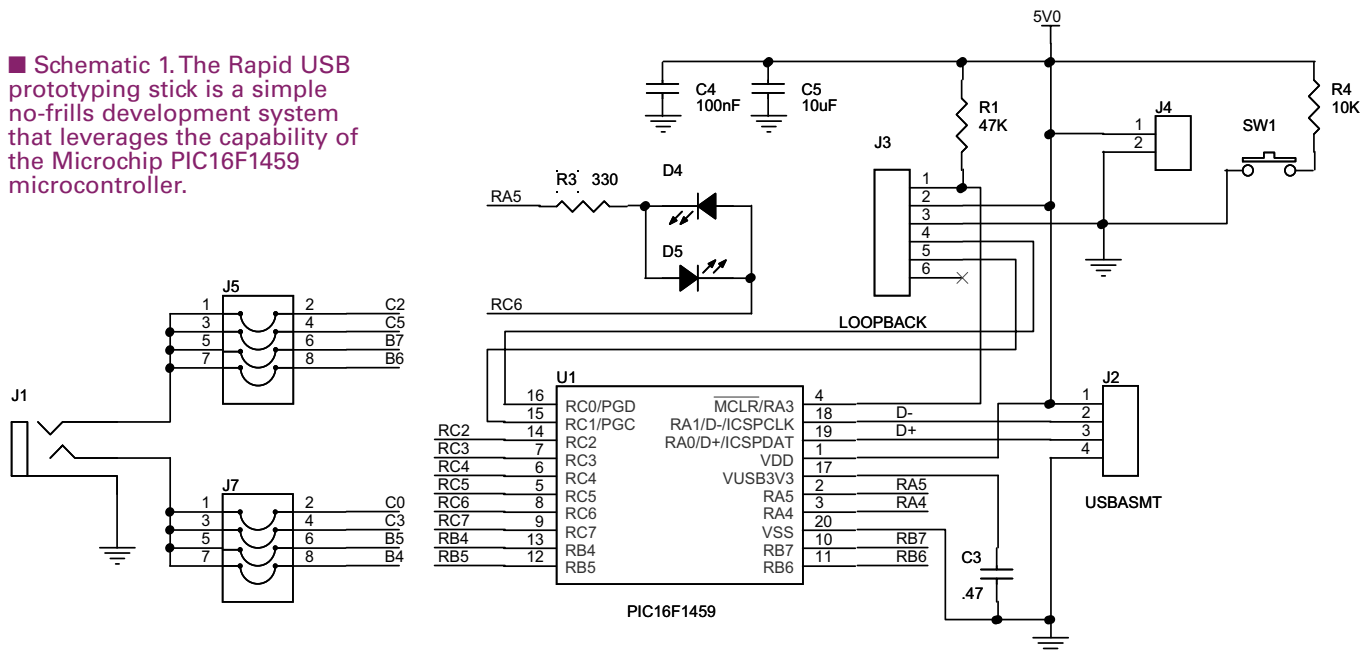 ■ Schematic 1. The Rapid USB
prototyping stick is a simple
no-frills development system
that leverages the capability of
the Microchip PIC16F1459
microcontroller.
5V0
C4
100nF
C5
10uF
R1
47K
J3
1
2
3
4
5
6
J4
1
2
SW1
R4
10K
RA5
R3 330
D4
D5
RC6
LOOPBACK
J5
1 2 C2
3 4 C5
5 6 B7
7 8 B6
J1
J7
1 2 C0
3 4 C3
5 6 B5
7 8 B4
U1
16 RC0/PGD
15 RC1/PGC
RC2 14 RC2
RC3 7 RC3
RC4 6 RC4
RC5 5 RC5
RC6 8 RC6
RC7 9 RC7
RB4 13 RB4
RB5 12 RB5
MCLR/RA3 4
RA1/D-/ICSPCLK 18 D-
RA0/D+/ICSPDAT 19 D+
VDD 1
VUSB3V3 17
RA5 2 RA5
RA4 3 RA4
VSS 20
RB7 10 RB7
RB6 11 RB6
PIC16F1459
J2
1
2
3
4
USBASMT
C3
.47